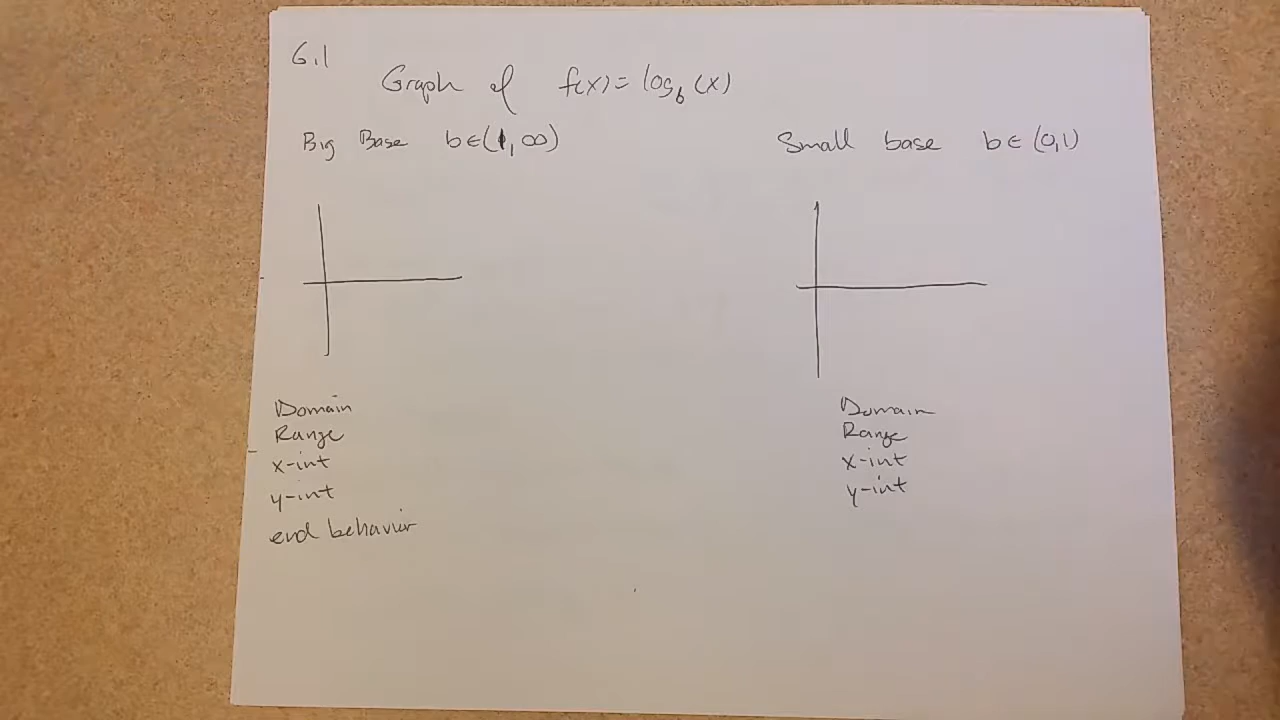 6.1
Graph of f(x) = log_b (x)
Big Base b∈(1, ∞)
Small base b∈ (0,1)
Domain
Range
x-int
y-int
end behavior
Domain
Range
x-int
y-int